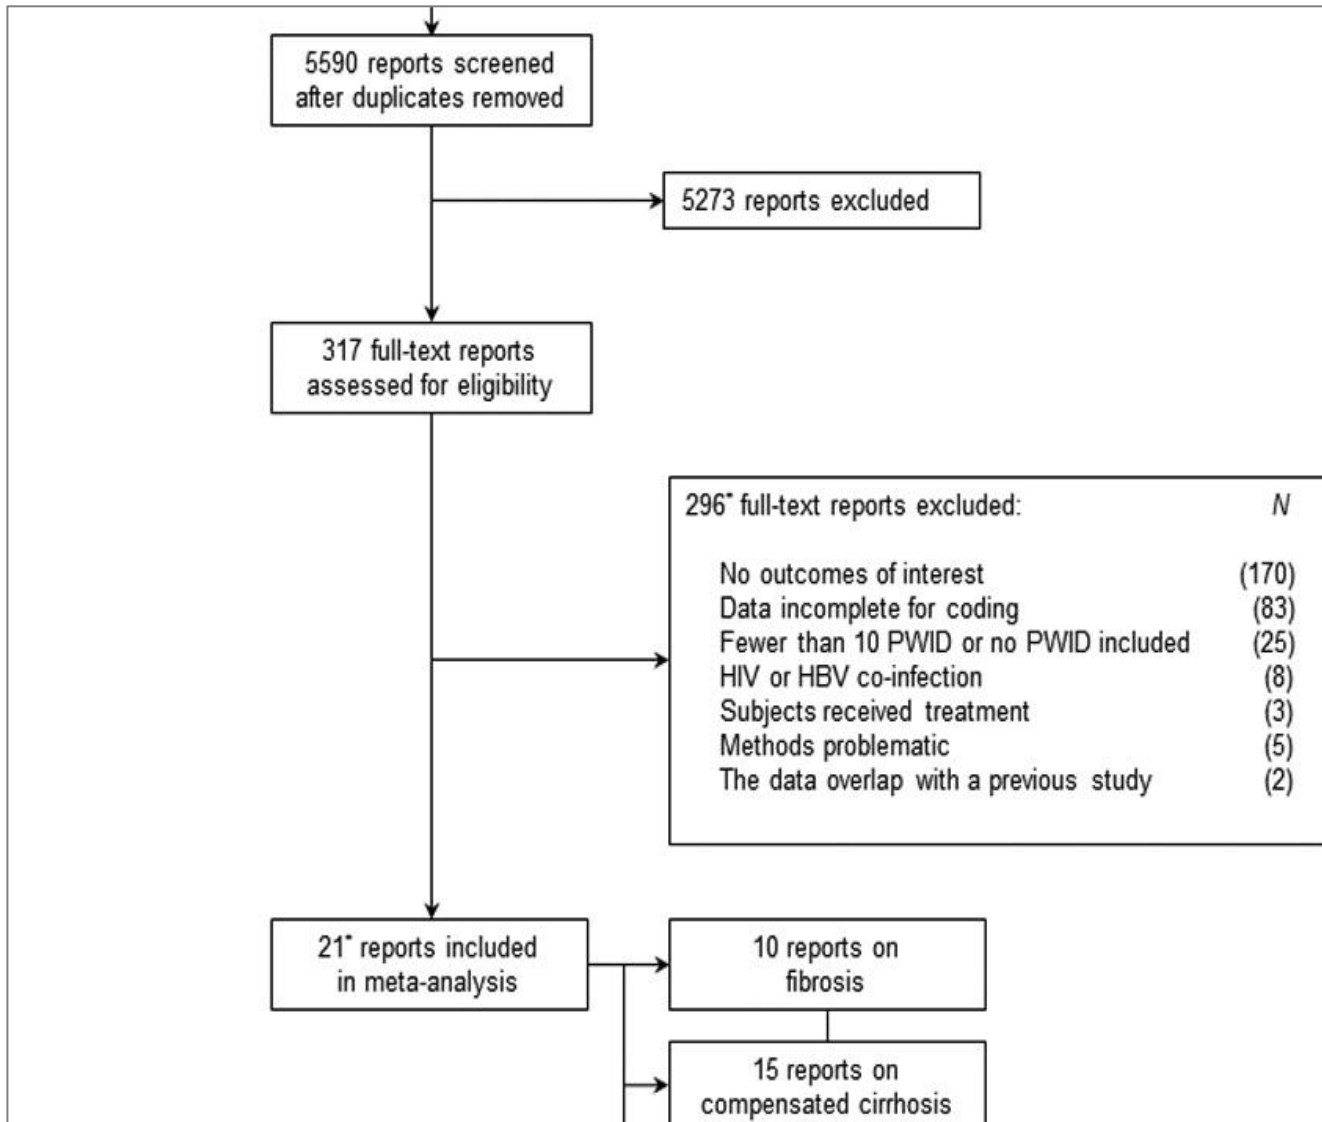 5590 reports screened
after duplicates removed
5273 reports excluded
317 full-text reports
assessed for eligibility
296* full-text reports excluded: N
No outcomes of interest (170)
Data incomplete for coding (83)
Fewer than 10 PWID or no PWID included (25)
HIV or HBV co-infection (8)
Subjects received treatment (3)
Methods problematic (5)
The data overlap with a previous study (2)
21* reports included
in meta-analysis
10 reports on
fibrosis
15 reports on
compensated cirrhosis